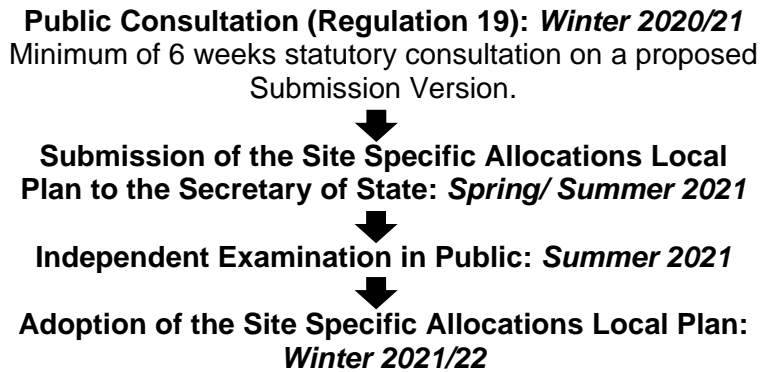 Public Consultation (Regulation 19): Winter 2020/21
Minimum of 6 weeks statutory consultation on a proposed
Submission Version.
Submission of the Site Specific Allocations Local
Plan to the Secretary of State: Spring/ Summer 2021
Independent Examination in Public: Summer 2021
Adoption of the Site Specific Allocations Local Plan:
Winter 2021/22